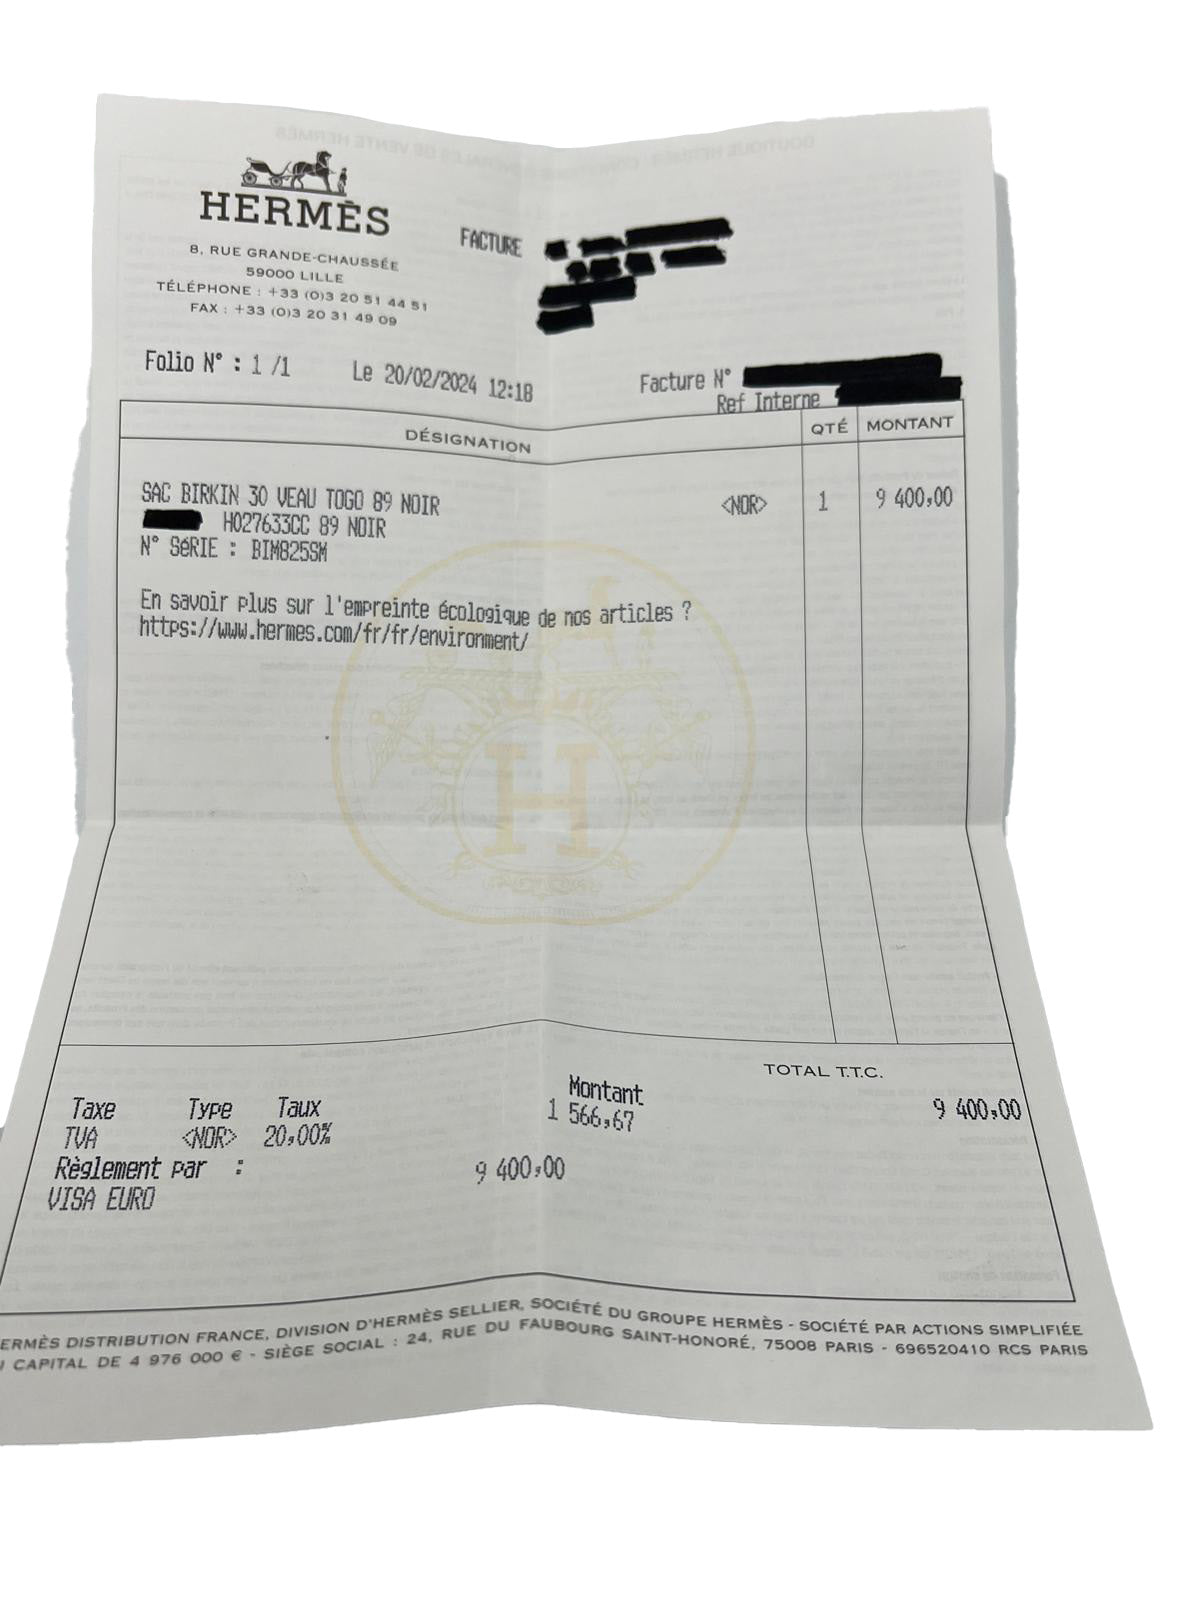 HERMÈS
8, RUE GRANDE-CHAUSSÉE
59000 LILLE
TÉLÉPHONE : +33 (0)3 20 51 44 51
FAX : +33 (0)3 20 31 49 09
FACTURE
Folio N° : 1 /1 Le 20/02/2024 12:18
Facture N°
Ref Interne
DÉSIGNATION QTÉ MONTANT
SAC BIRKIN 30 VEAU TOGO 89 NOIR <NOR> 1 9 400,00
H027633CC 89 NOIR
N° SéRIE : BIM825SM
En savoir plus sur l'empreinte écologique de nos articles ?
https://www.hermes.com/fr/fr/environment/
H
TOTAL T.T.C.
Taxe Type Taux Montant 9 400,00
TVA <NOR> 20,00% 1 566,67
Règlement par : 9 400,00
VISA EURO
ERMÈS DISTRIBUTION FRANCE, DIVISION D'HERMÈS SELLIER, SOCIÉTÉ DU GROUPE HERMÈS - SOCIÉTÉ PAR ACTIONS SIMPLIFIÉE
CAPITAL DE 4 976 000 € - SIÈGE SOCIAL : 24, RUE DU FAUBOURG SAINT-HONORÉ, 75008 PARIS - 696520410 RCS PARIS